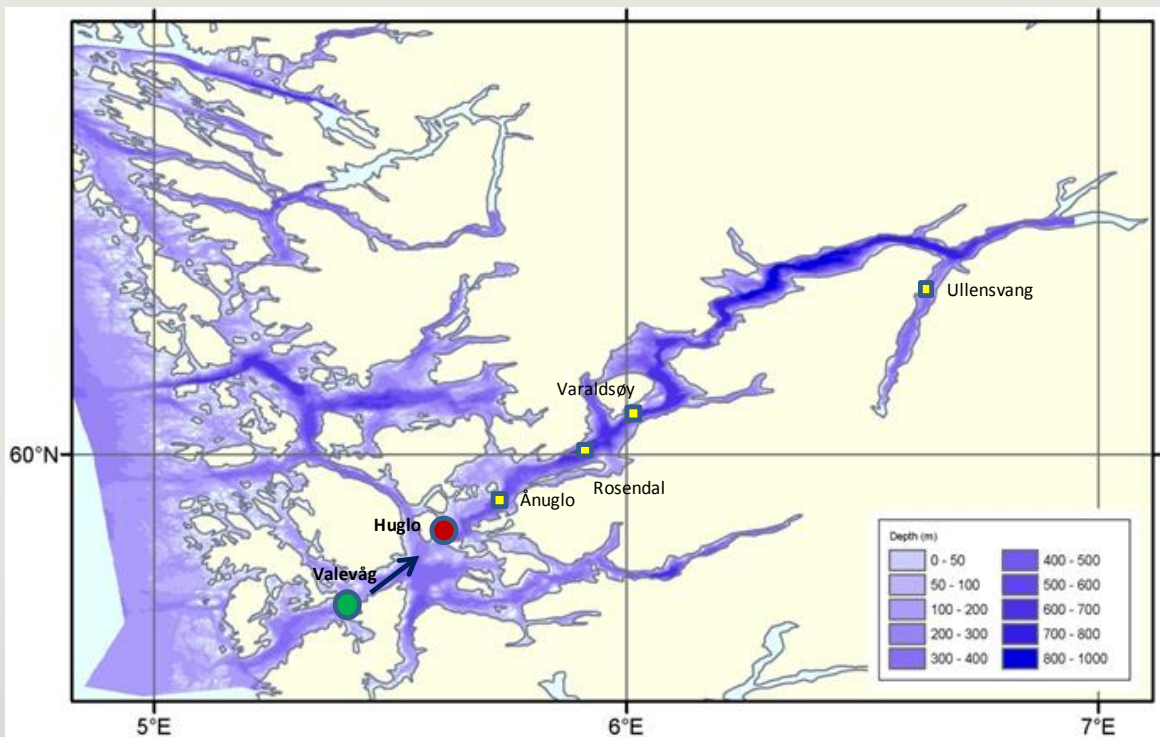 Ullensvang
Varaldsøy
60°N
Rosendal
Ånuglo
Huglo
Valevåg
Depth (m)
0 - 50
50 - 100
100 - 200
200 - 300
300 - 400
400 - 500
500 - 600
600 - 700
700 - 800
800 - 1000
5°E
6°E
7°E